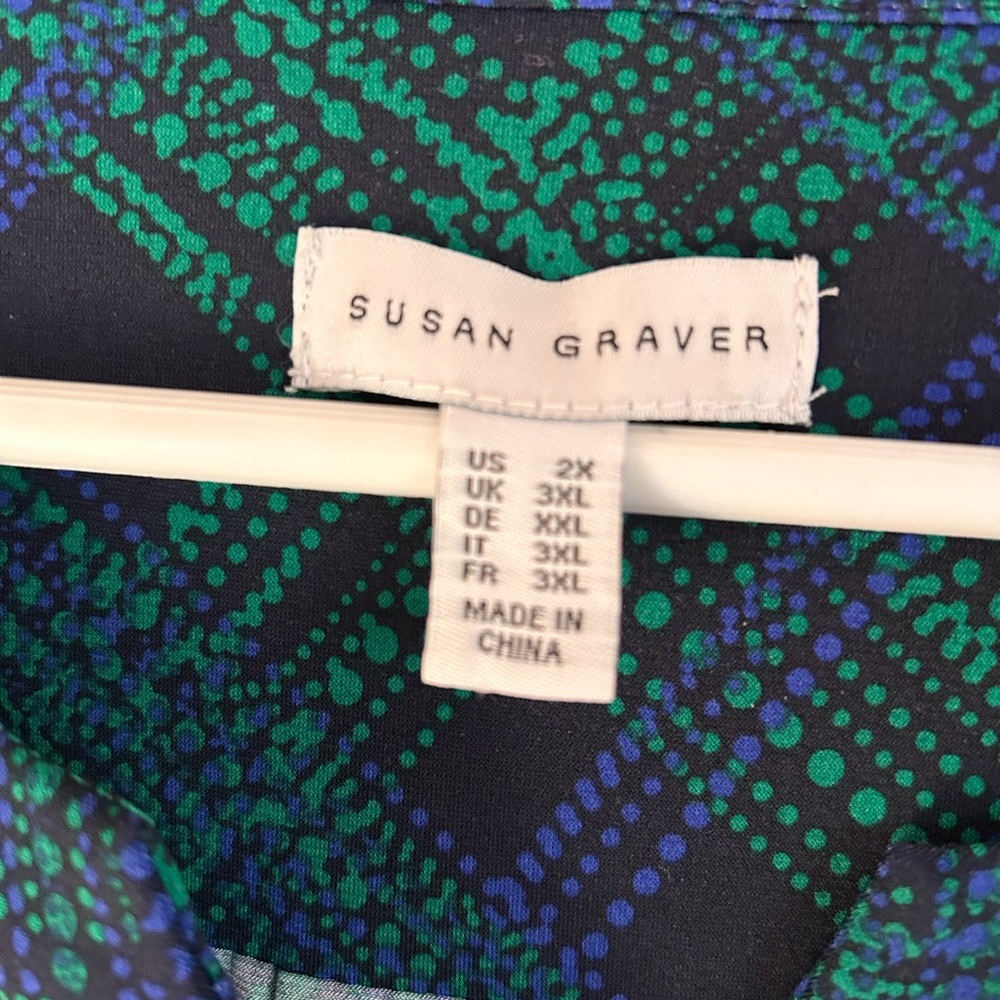 SUSAN GRAVER
US 2X
UK 3XL
DE XXL
IT 3XL
FR 3XL
MADE IN
CHINA